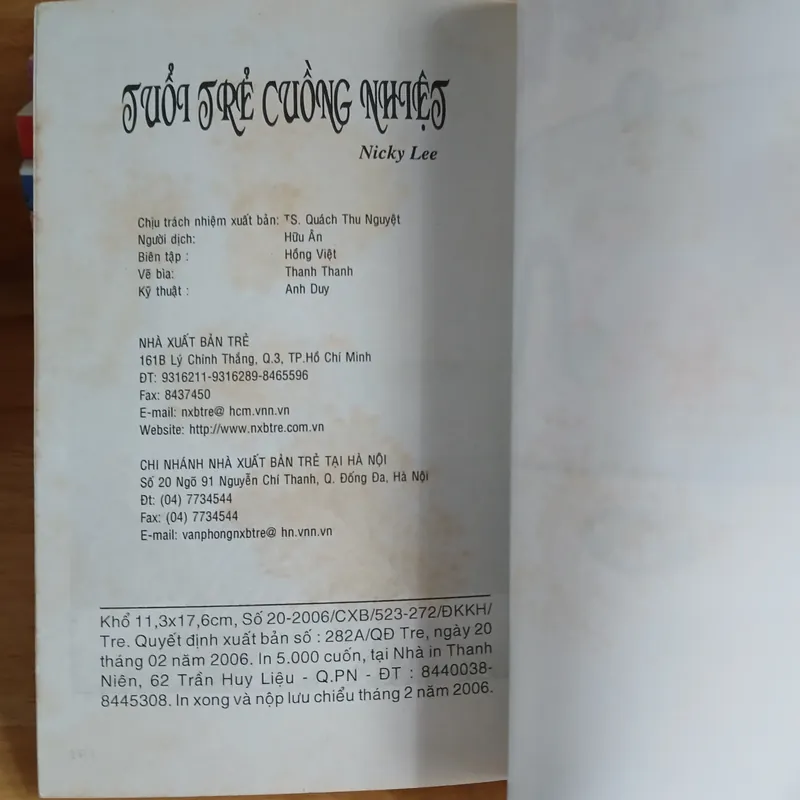 TUỔI TRẺ CUỒNG NHIỆT
Nicky Lee
Chịu trách nhiệm xuất bản: TS. Quách Thu Nguyệt
Người dịch: Hữu Ân
Biên tập : Hồng Việt
Vẽ bìa: Thanh Thanh
Kỹ thuật : Anh Duy
NHÀ XUẤT BẢN TRẺ
161B Lý Chính Thắng, Q.3, TP.Hồ Chí Minh
ĐT: 9316211-9316289-8465596
Fax: 8437450
E-mail: nxbtre@ hcm.vnn.vn
Website: http://www.nxbtre.com.vn
CHI NHÁNH NHÀ XUẤT BẢN TRẺ TẠI HÀ NỘI
Số 20 Ngõ 91 Nguyễn Chí Thanh, Q. Đống Đa, Hà Nội
Đt: (04) 7734544
Fax: (04) 7734544
E-mail: vanphongnxbtre@ hn.vnn.vn
Khổ 11,3x17,6cm, Số 20-2006/CXB/523-272/ĐKKH/
Tre. Quyết định xuất bản số : 282A/QĐ Tre, ngày 20
tháng 02 năm 2006. In 5.000 cuốn, tại Nhà in Thanh
Niên, 62 Trần Huy Liệu - Q.PN - ĐT : 8440038-
8445308. In xong và nộp lưu chiểu tháng 2 năm 2006.